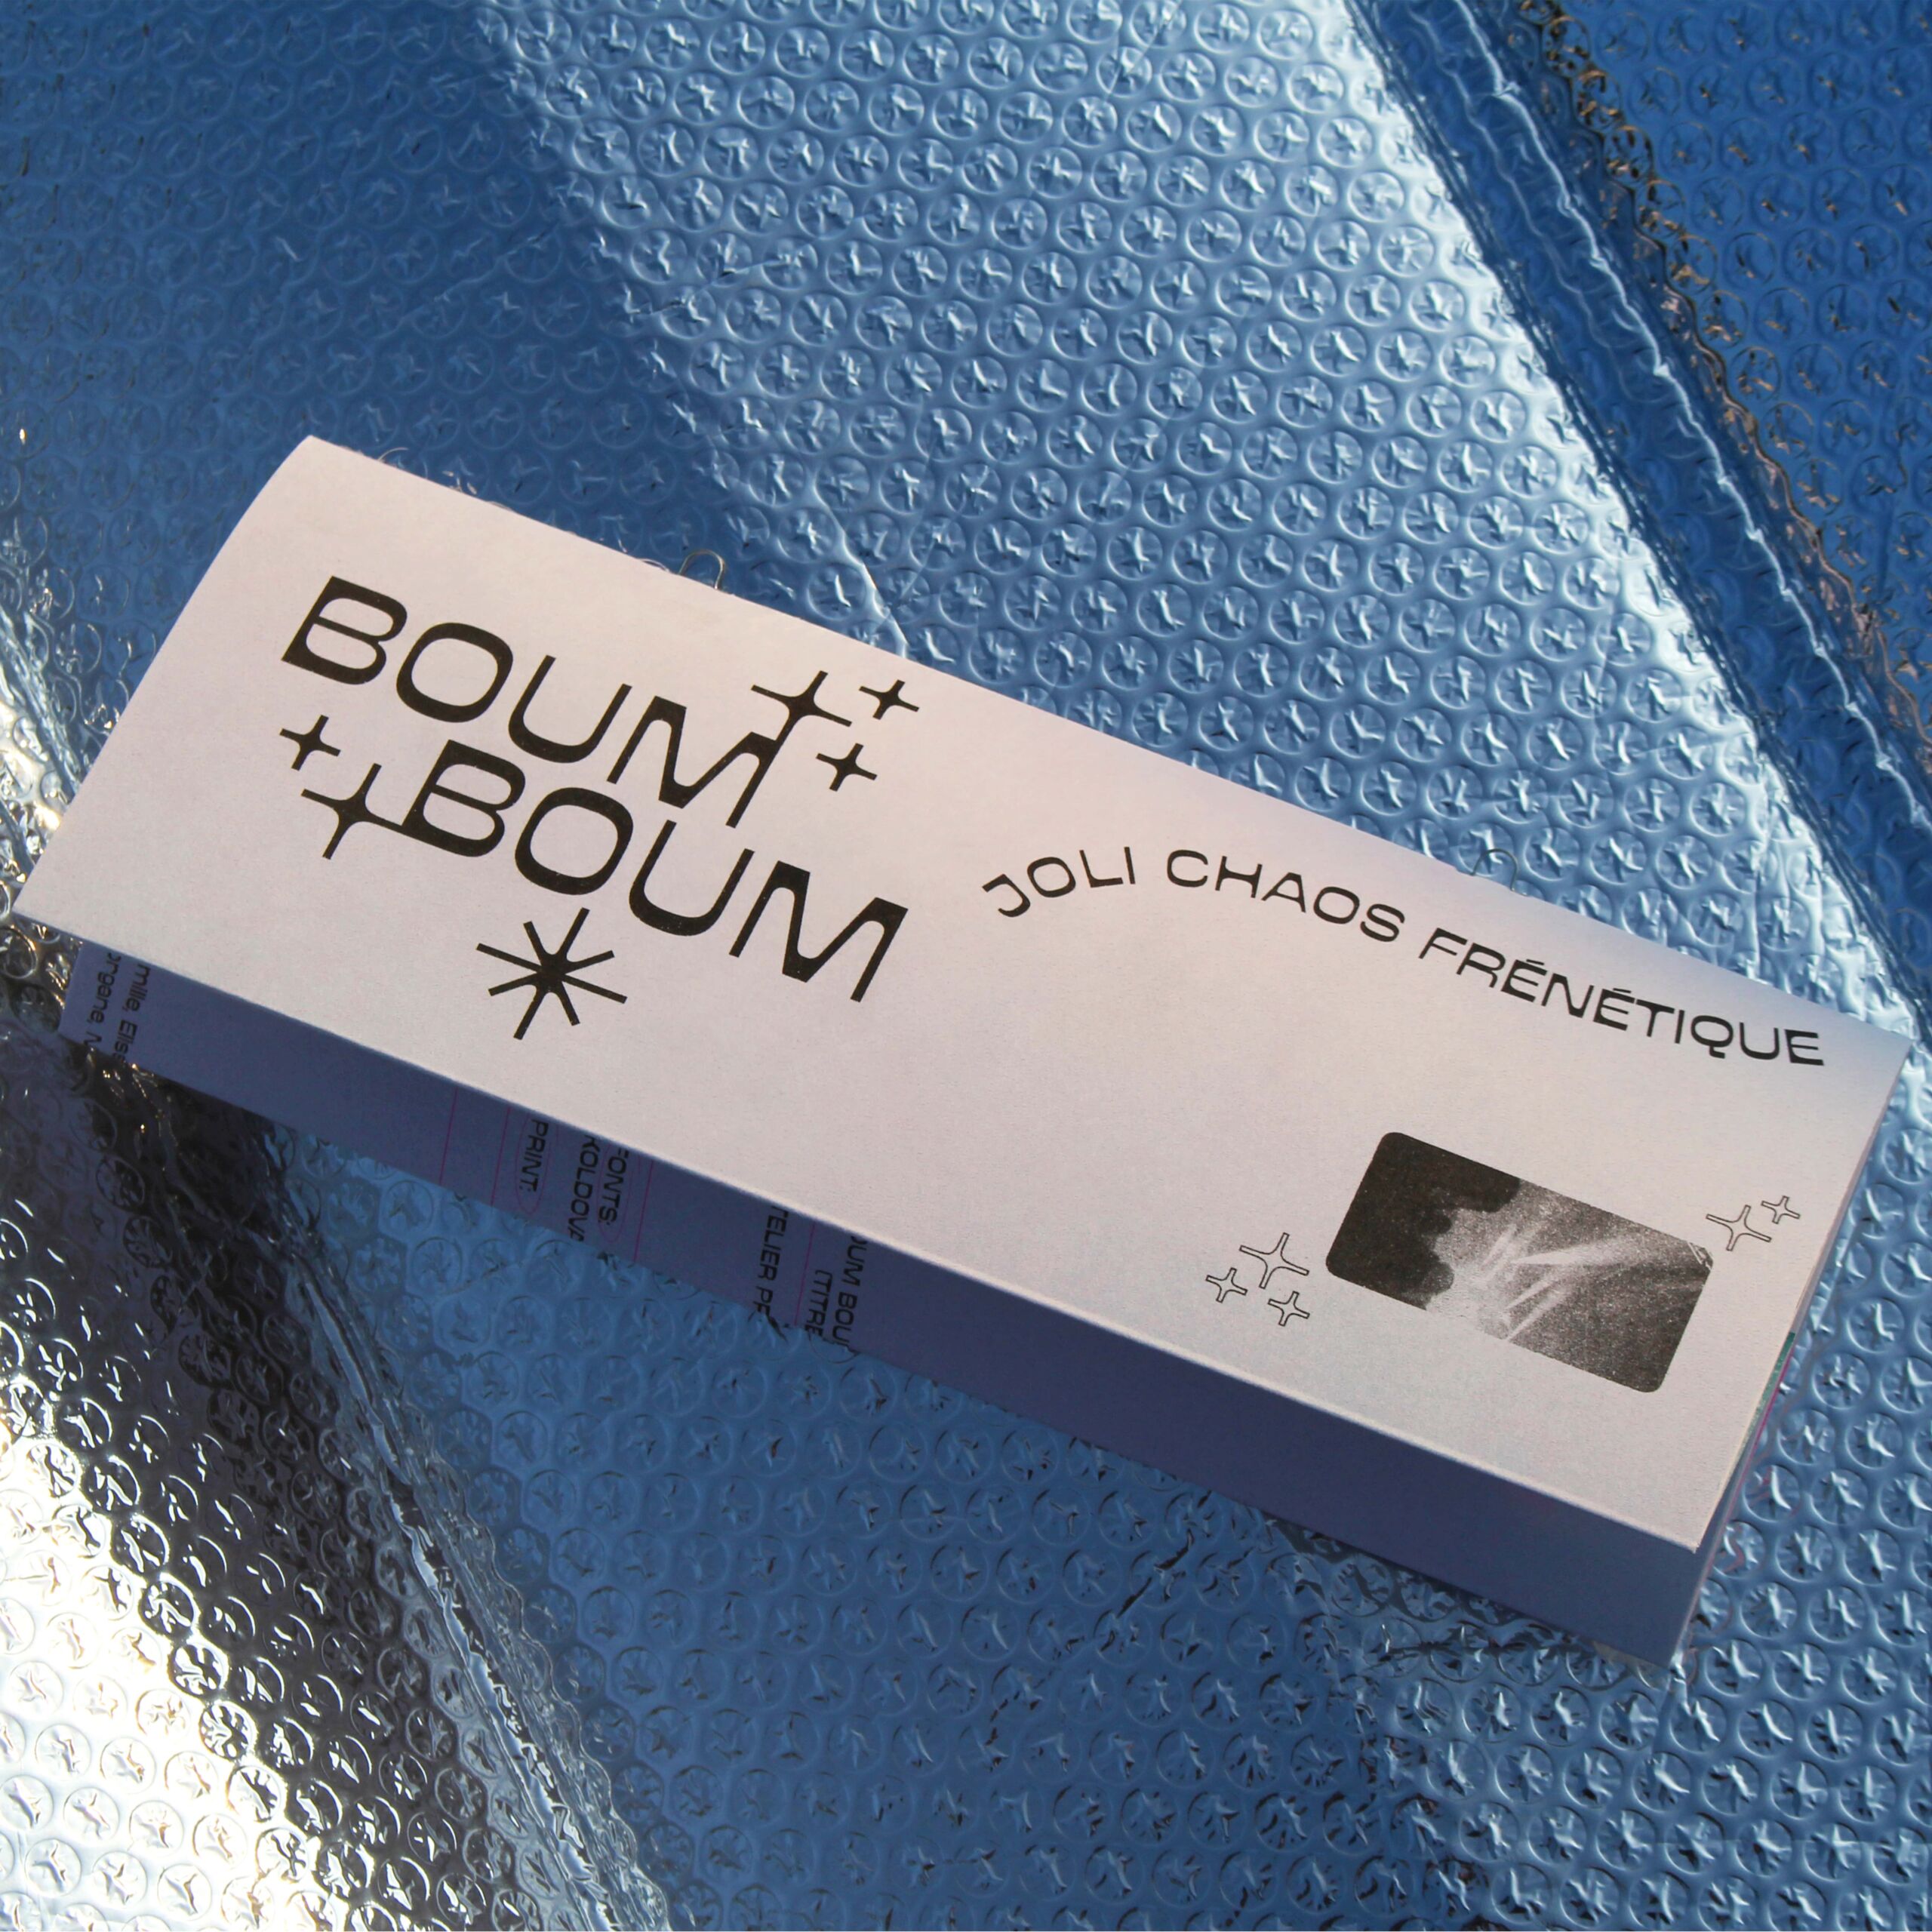 BOUM
BOUM
JOLI CHAOS FRÉNÉTIQUE
PRINT:
FONTS: